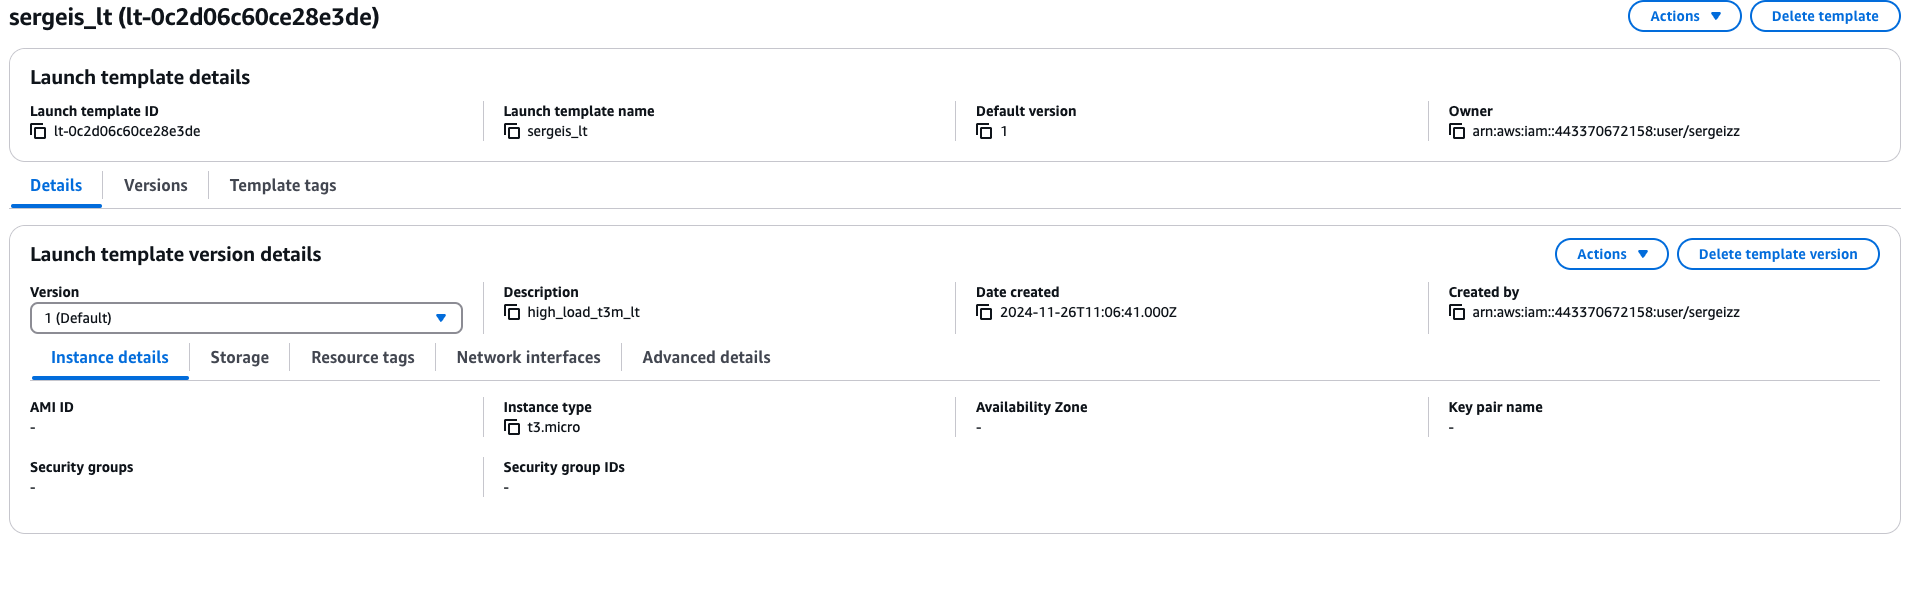 sergeis_lt (lt-0c2d06c60ce28e3de)
Actions
Delete template
Launch template details
Launch template ID
lt-0c2d06c60ce28e3de
Launch template name
sergeis_lt
Default version
1
Owner
arn:aws:iam::443370672158:user/sergeizz
Details
Versions
Template tags
Launch template version details
Actions
Delete template version
Version
1 (Default)
Description
high_load_t3m_lt
Date created
2024-11-26T11:06:41.000Z
Created by
arn:aws:iam::443370672158:user/sergeizz
Instance details
Storage
Resource tags
Network interfaces
Advanced details
AMI ID
-
Instance type
t3.micro
Availability Zone
-
Key pair name
-
Security groups
-
Security group IDs
-